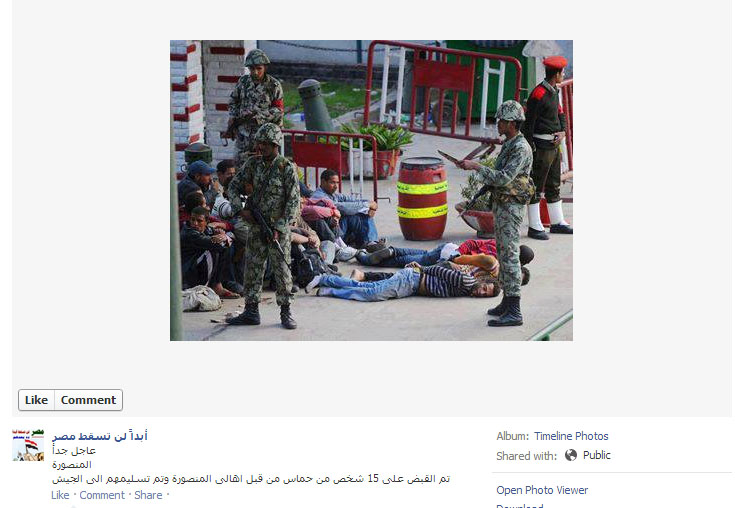 Like Comment
أبداً لن تسقط مصر
عاجل جداً
المنصورة
تم القبض على 15 شخص من حماس من قبل اهالى المنصورة وتم تسليمهم الى الجيش
Like · Comment · Share ·
Album: Timeline Photos
Shared with: Public
Open Photo Viewer
Download